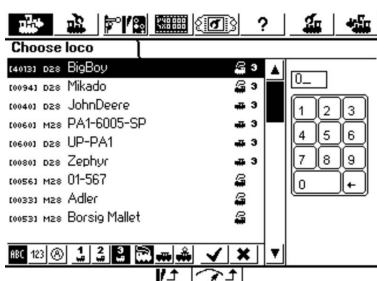 ?
Choose loco
[4013] D28 BigBoy 3
[0094] D28 Mikado 3
[0040] D28 JohnDeere 3
[0060] M28 PA1-6005-SP 3
[0600] D28 UP-PA1 3
[0080] D28 Zephyr 3
[0056] M28 01-567
[0033] M28 Adler
[0053] M28 Borsig Mallet
0_
1 2 3
4 5 6
7 8 9
0 ←
ABC 123 A 1 2 3